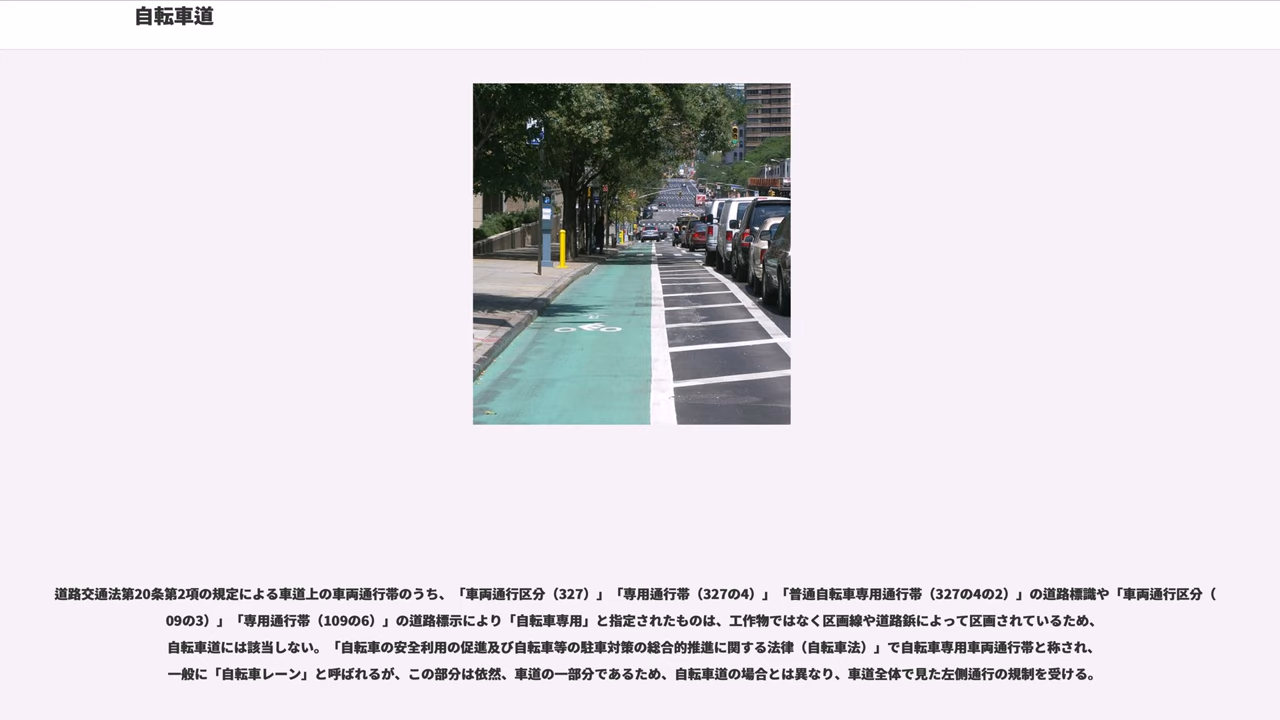 自転車道
道路交通法第20条第2項の規定による車道上の車両通行帯のうち、「車両通行区分（327）」「専用通行帯（327の4）」「普通自転車専用通行帯（327の4の2）」の道路標識や「車両通行区分（
09の3）」「専用通行帯（109の6）」の道路標示により「自転車専用」と指定されたものは、工作物ではなく区画線や道路鋲によって区画されているため、
自転車道には該当しない。「自転車の安全利用の促進及び自転車等の駐車対策の総合的推進に関する法律（自転車法）」で自転車専用車両通行帯と称され、
一般に「自転車レーン」と呼ばれるが、この部分は依然、車道の一部分であるため、自転車道の場合とは異なり、車道全体で見た左側通行の規制を受ける。